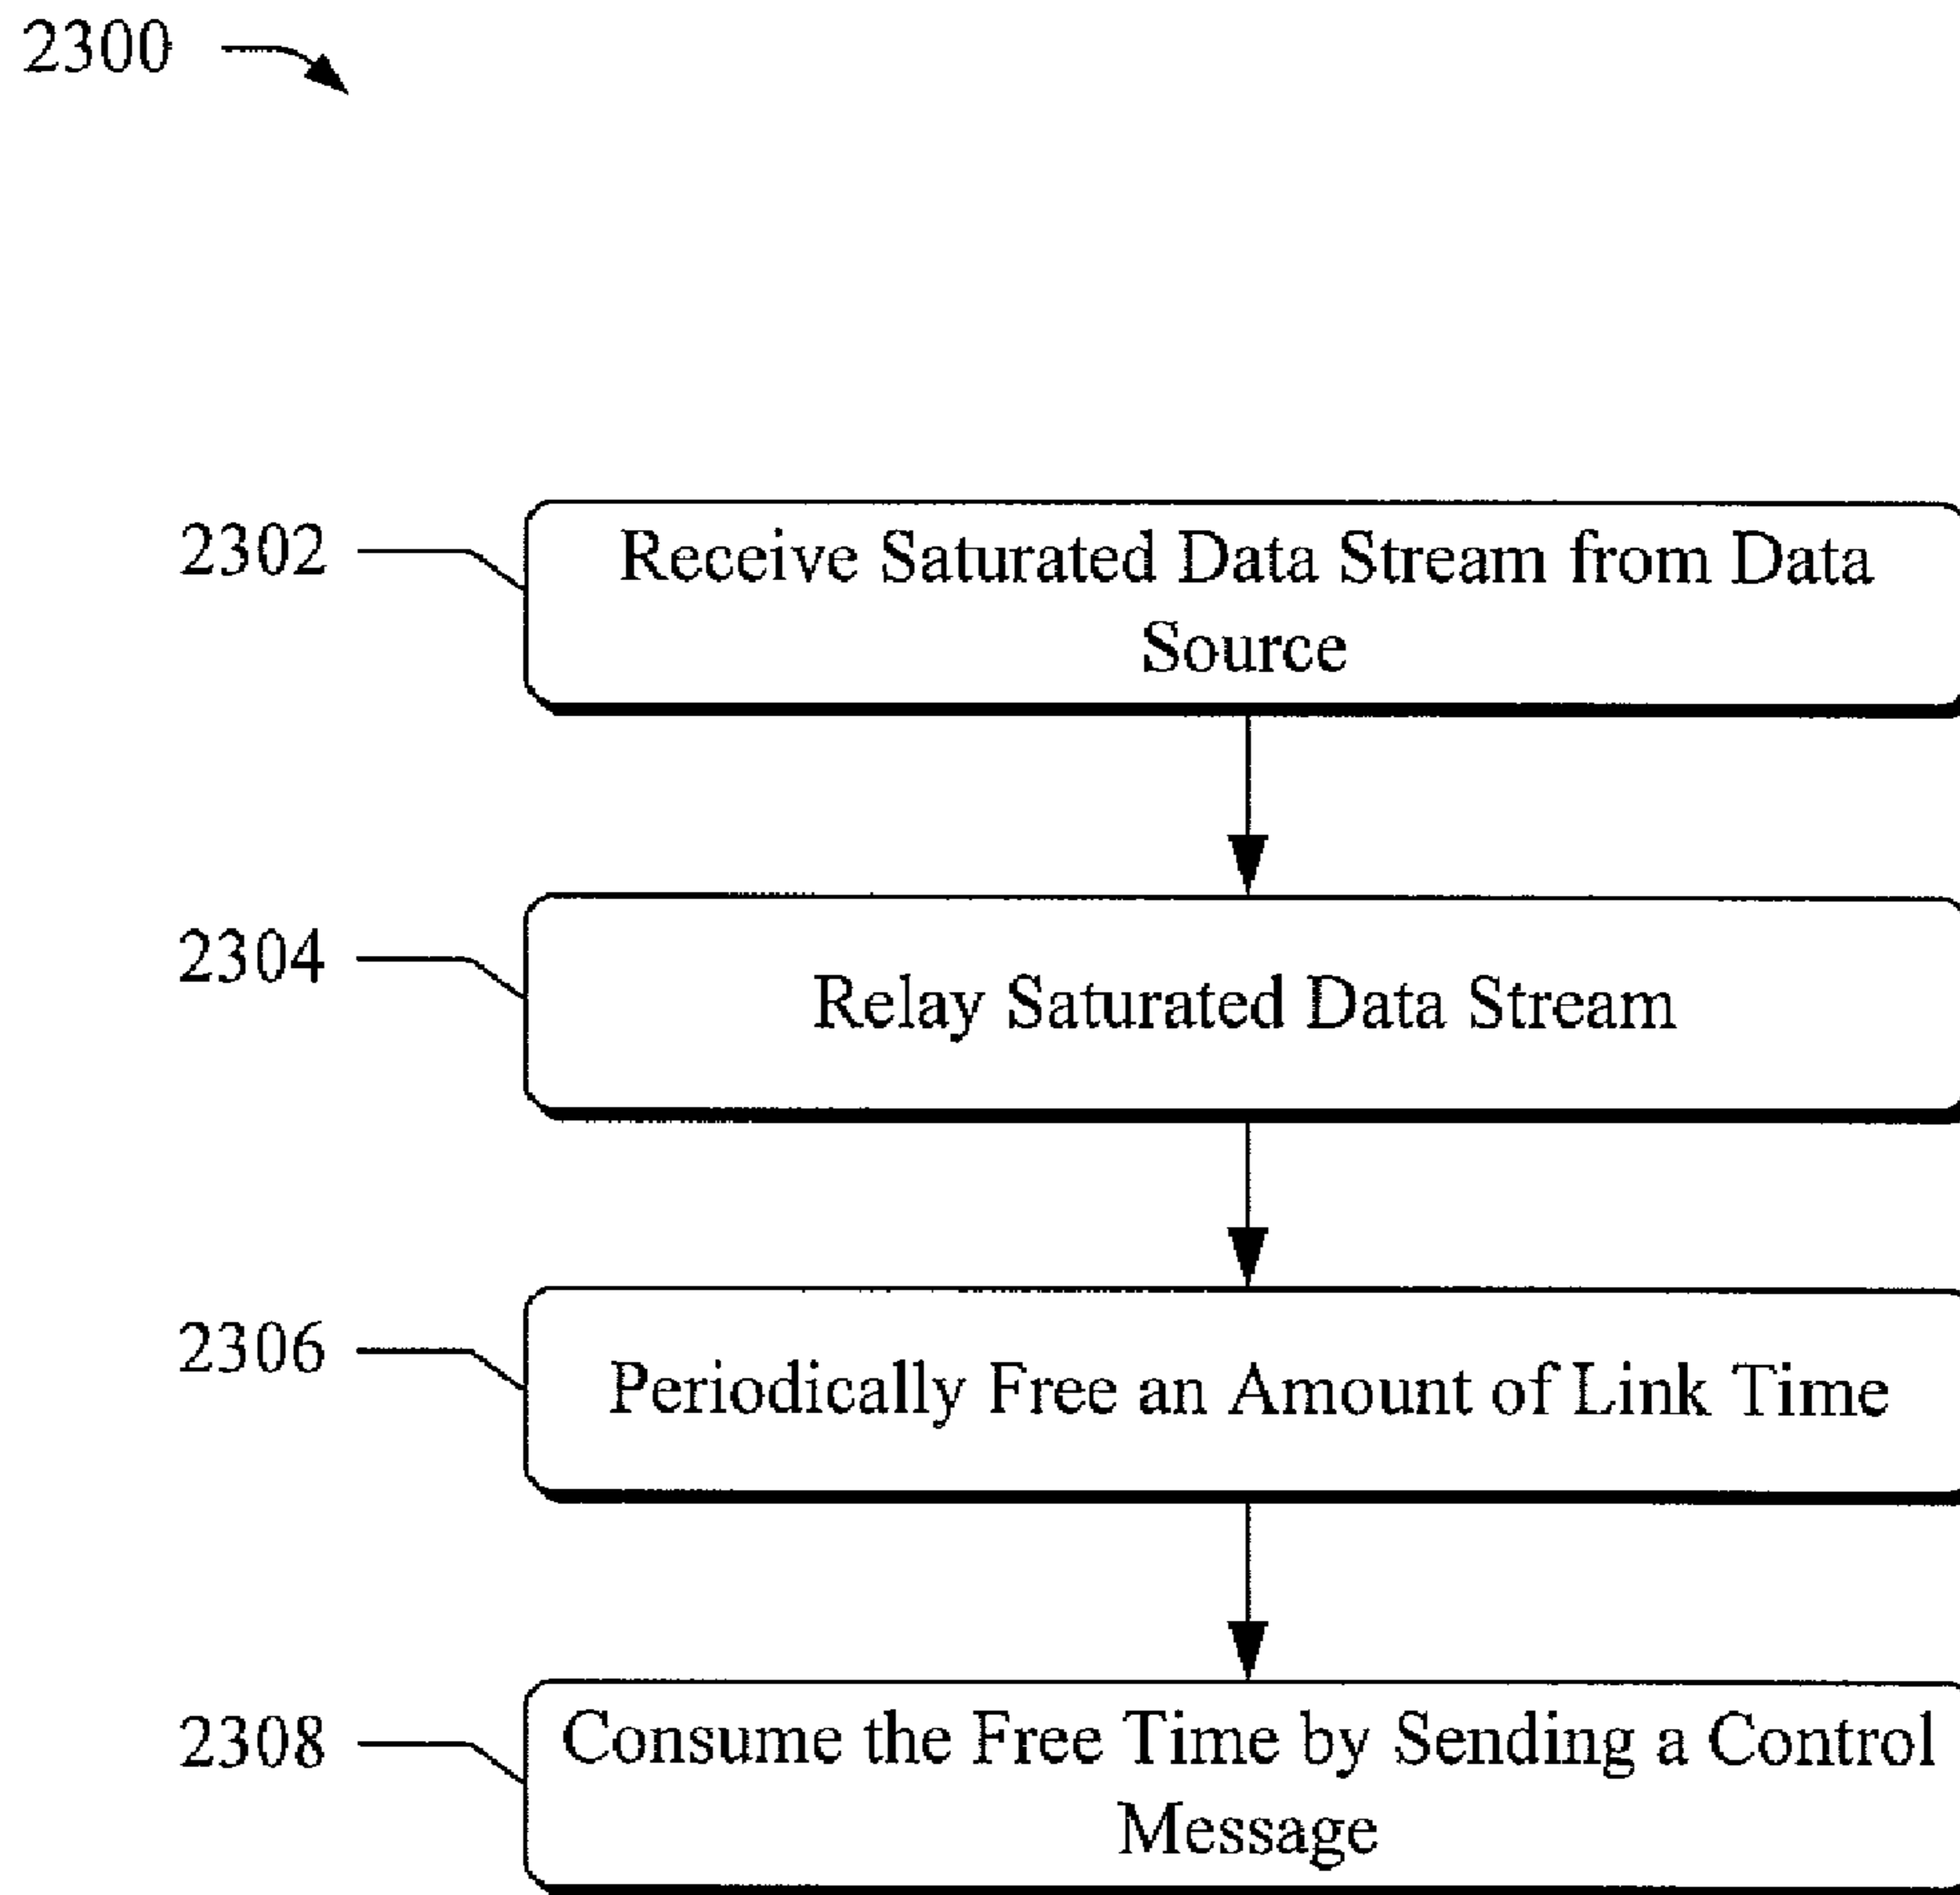 2300
2302
Receive Saturated Data Stream from Data
Source
2304
Relay Saturated Data Stream
2306
Periodically Free an Amount of Link Time
2308
Consume the Free Time by Sending a Control
Message